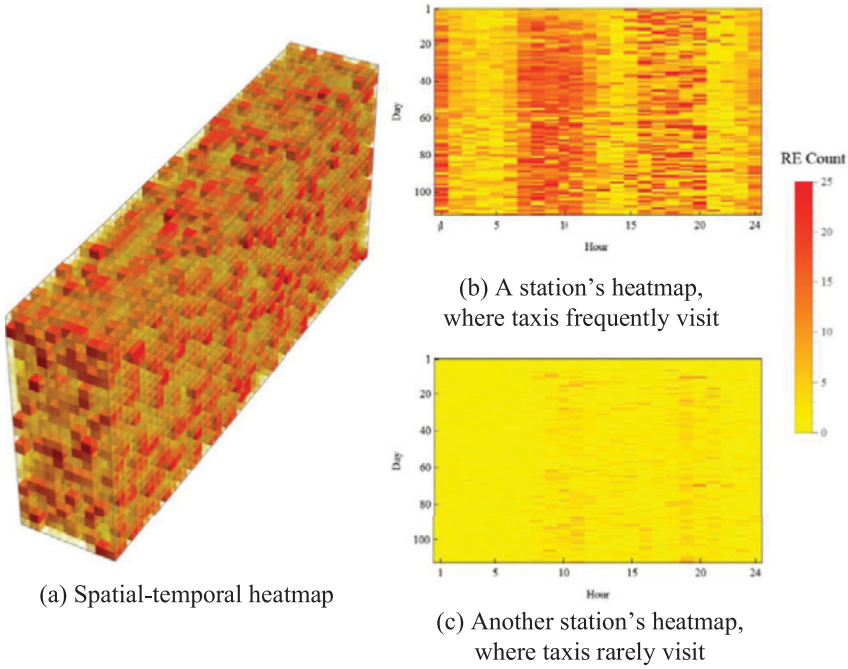 1
20
40
60
80
100
Day
5
15
20
24
Hour
(b) A station's heatmap,
where taxis frequently visit
RE Count
25
20
15
10
5
0
1
20
40
60
80
100
Day
1
5
10
15
20
24
Hour
(a) Spatial-temporal heatmap
(c) Another station's heatmap,
where taxis rarely visit